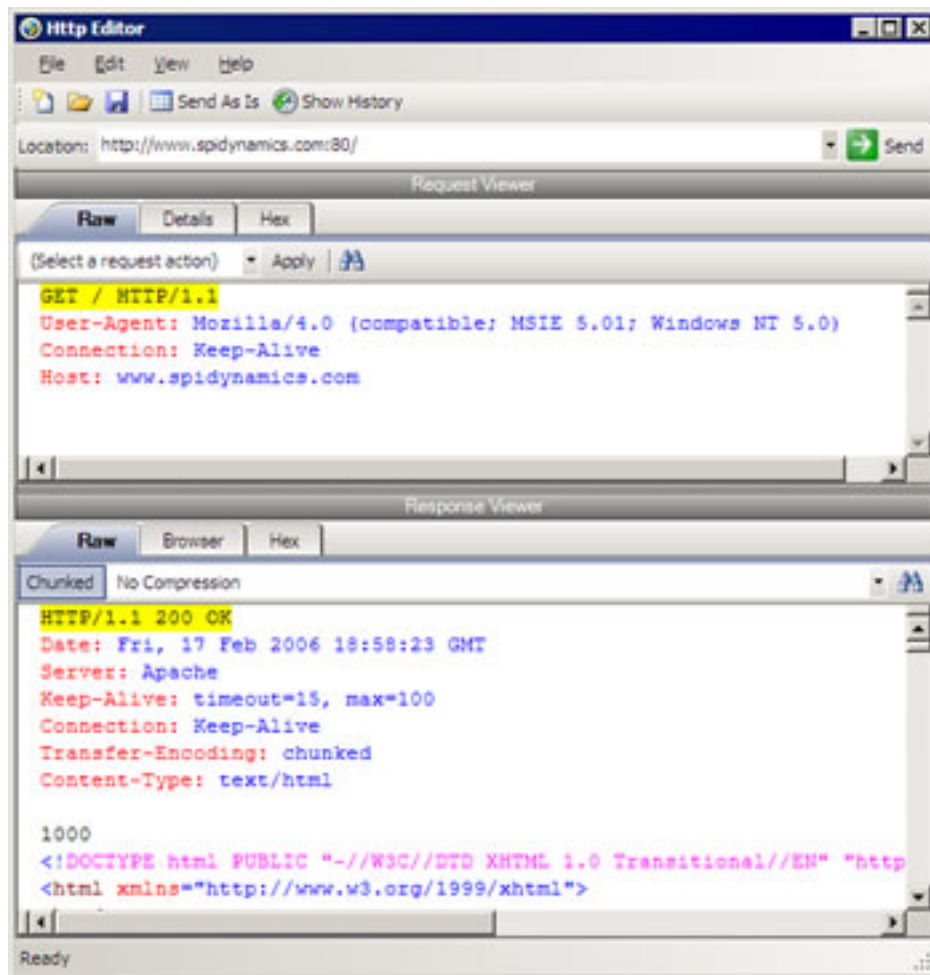 Http Editor
File Edit View Help
Send As Is Show History
Location: http://www.spidynamics.com:80/ Send
Request Viewer
Raw Details Hex
(Select a request action) Apply
GET / HTTP/1.1
User-Agent: Mozilla/4.0 (compatible; MSIE 5.01; Windows NT 5.0)
Connection: Keep-Alive
Host: www.spidynamics.com
Response Viewer
Raw Browser Hex
Chunked No Compression
HTTP/1.1 200 OK
Date: Fri, 17 Feb 2006 18:58:23 GMT
Server: Apache
Keep-Alive: timeout=15, max=100
Connection: Keep-Alive
Transfer-Encoding: chunked
Content-Type: text/html
1000
<!DOCTYPE html PUBLIC "-//W3C//DTD XHTML 1.0 Transitional//EN" "http
<html xmlns="http://www.w3.org/1999/xhtml">
Ready